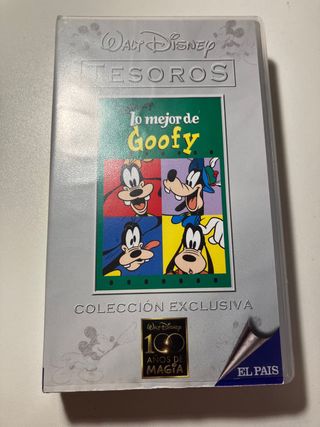 Walt Disney
TESOROS
lo mejor de
Goofy
COLECCIÓN EXCLUSIVA
Walt Disney
100
AÑOS DE
MAGIA
EL PAIS